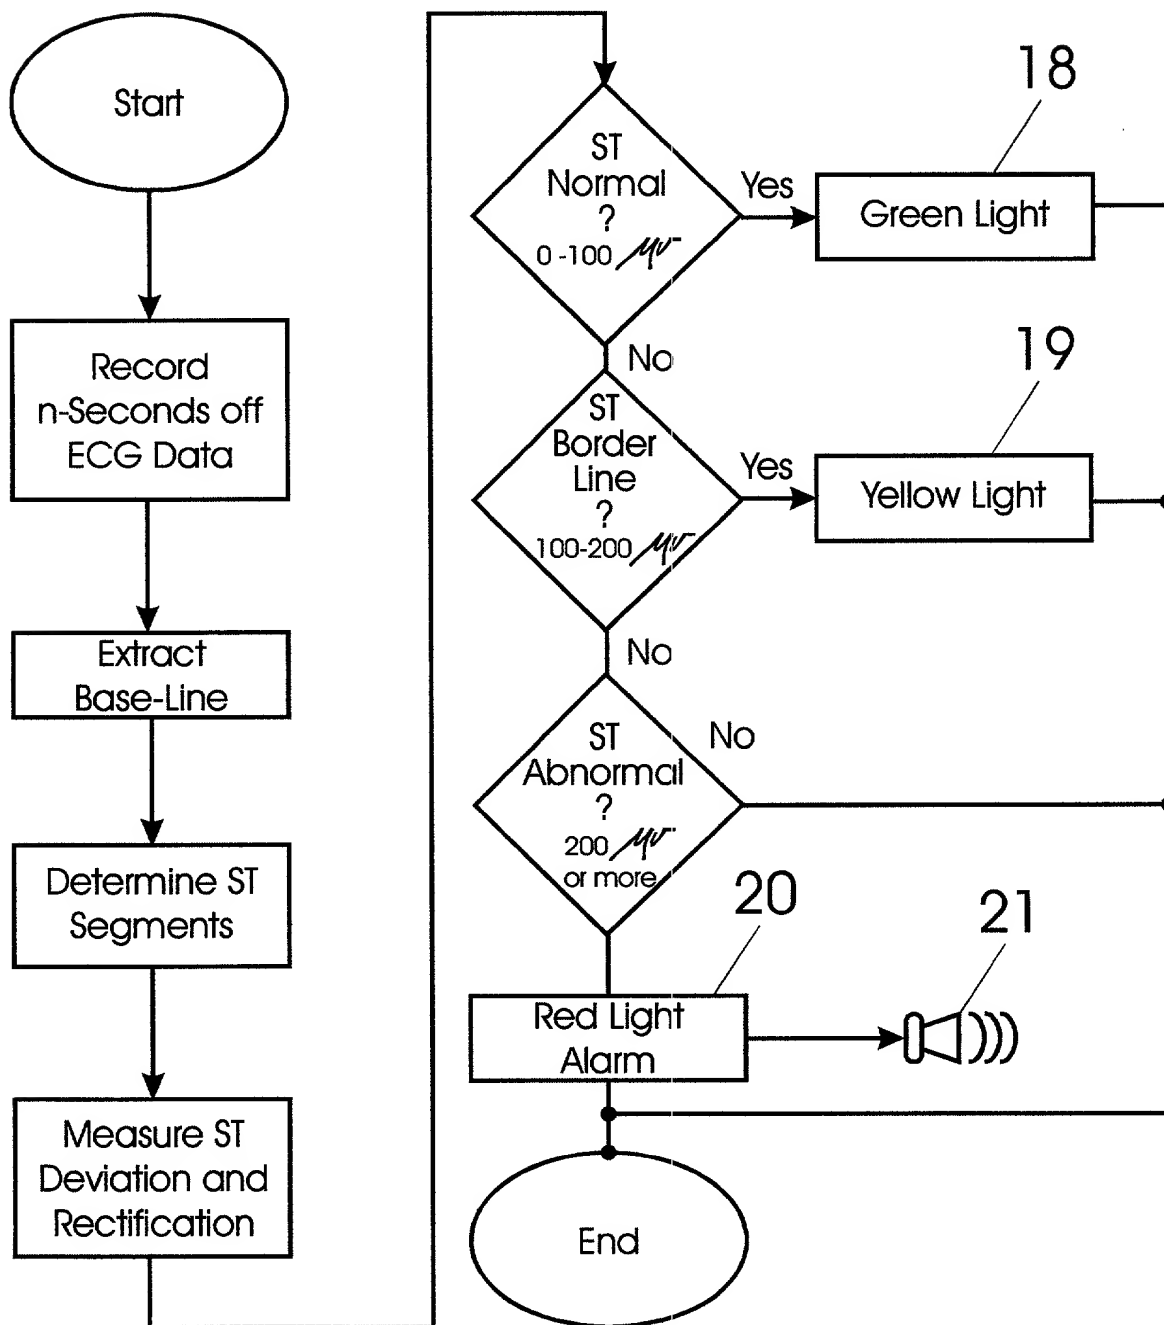 Start
Record
n-Seconds off
ECG Data
Extract
Base-Line
Determine ST
Segments
Measure ST
Deviation and
Rectification
ST
Normal
?
0-100 μv
Yes
18
Green Light
No
ST
Border
Line
?
100-200 μv
Yes
19
Yellow Light
No
ST
Abnormal
?
200 μv
or more
No
20
Red Light
Alarm
21
End